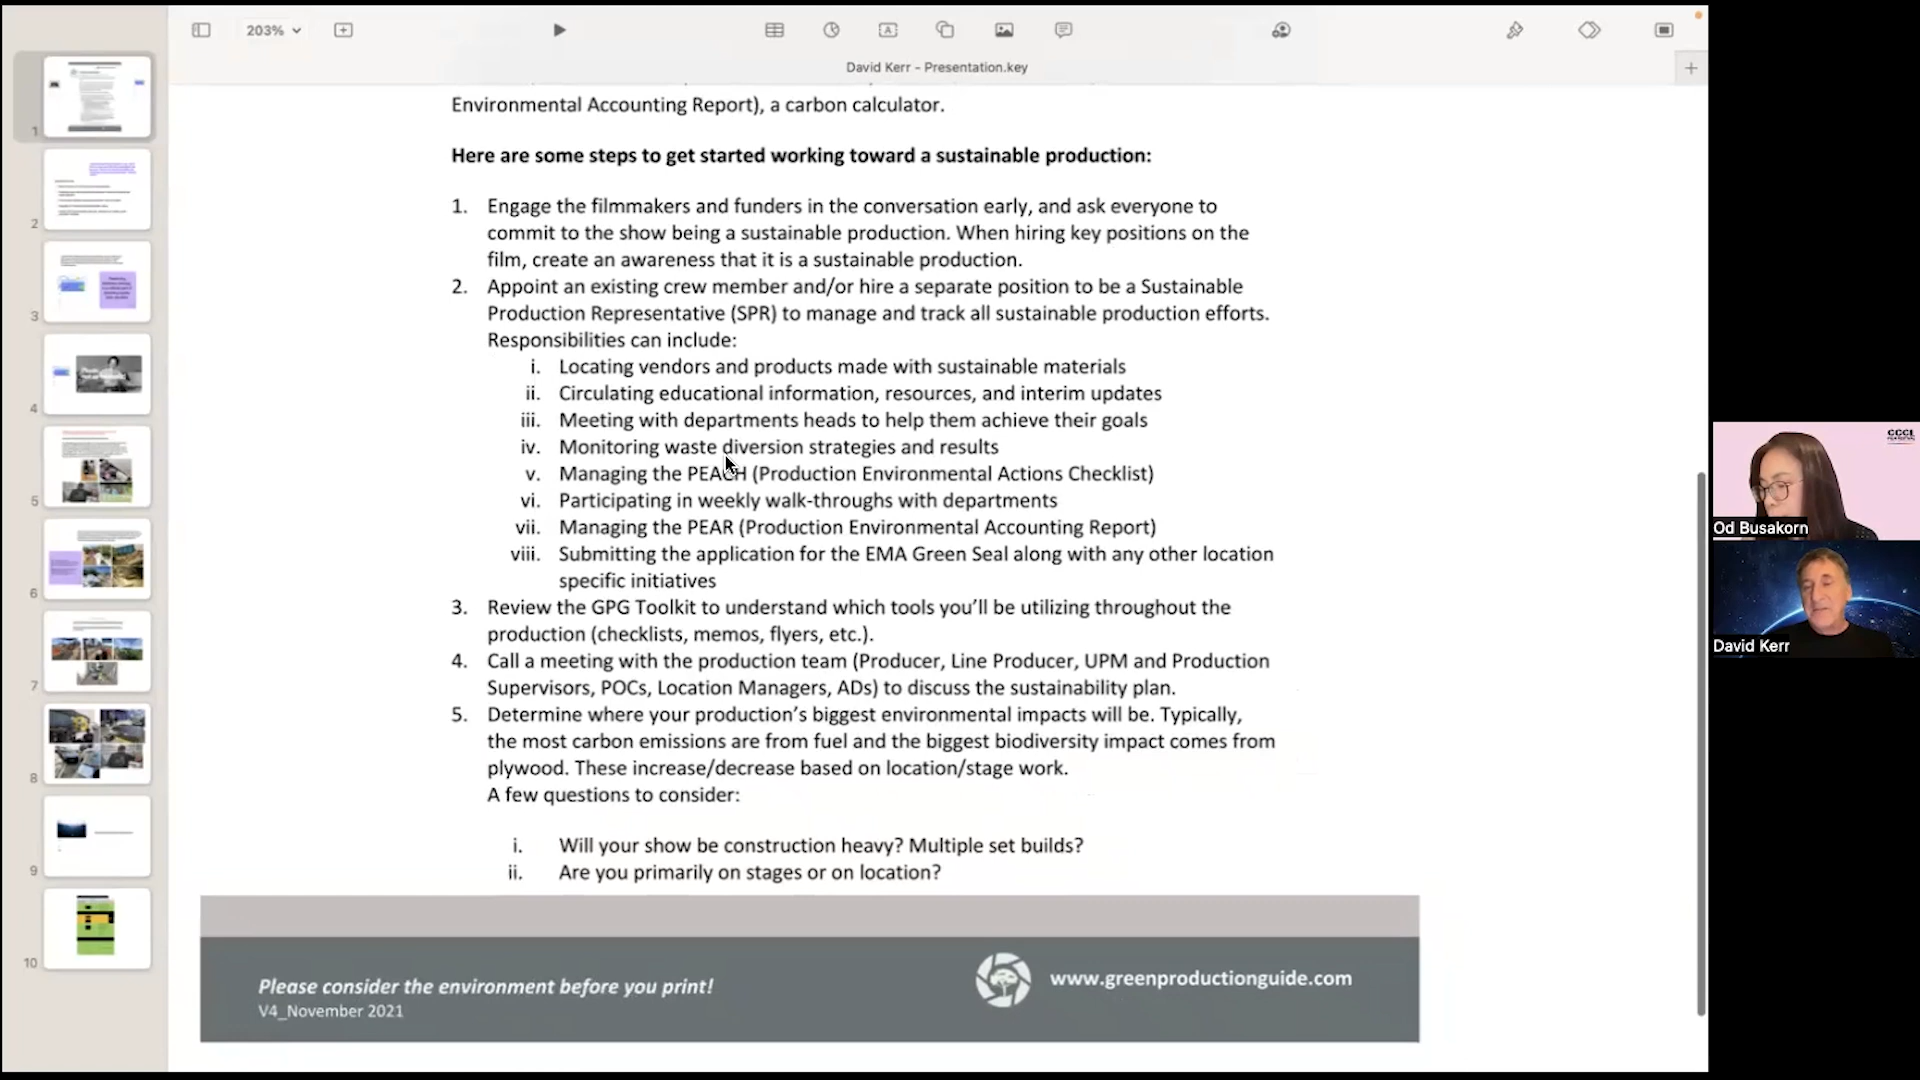 203%
David Kerr - Presentation.key
Environmental Accounting Report), a carbon calculator.
Here are some steps to get started working toward a sustainable production:
1. Engage the filmmakers and funders in the conversation early, and ask everyone to
commit to the show being a sustainable production. When hiring key positions on the
film, create an awareness that it is a sustainable production.
2. Appoint an existing crew member and/or hire a separate position to be a Sustainable
Production Representative (SPR) to manage and track all sustainable production efforts.
Responsibilities can include:
i. Locating vendors and products made with sustainable materials
ii. Circulating educational information, resources, and interim updates
iii. Meeting with departments heads to help them achieve their goals
iv. Monitoring waste diversion strategies and results
v. Managing the PEACH (Production Environmental Actions Checklist)
vi. Participating in weekly walk-throughs with departments
vii. Managing the PEAR (Production Environmental Accounting Report)
viii. Submitting the application for the EMA Green Seal along with any other location
specific initiatives
3. Review the GPG Toolkit to understand which tools you'll be utilizing throughout the
production (checklists, memos, flyers, etc.).
4. Call a meeting with the production team (Producer, Line Producer, UPM and Production
Supervisors, POCs, Location Managers, ADs) to discuss the sustainability plan.
5. Determine where your production's biggest environmental impacts will be. Typically,
the most carbon emissions are from fuel and the biggest biodiversity impact comes from
plywood. These increase/decrease based on location/stage work.
A few questions to consider:
i. Will your show be construction heavy? Multiple set builds?
ii. Are you primarily on stages or on location?
Please consider the environment before you print!
V4_November 2021
www.greenproductionguide.com
1
2
3
4
5
6
7
8
9
10
CCCL
FILM FESTIVAL
Od Busakorn
David Kerr